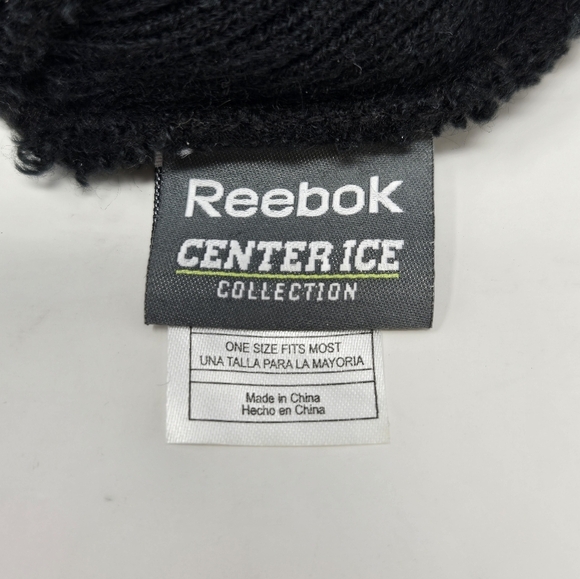 Reebok
CENTER ICE
COLLECTION
ONE SIZE FITS MOST
UNA TALLA PARA LA MAYORIA
Made in China
Hecho en China